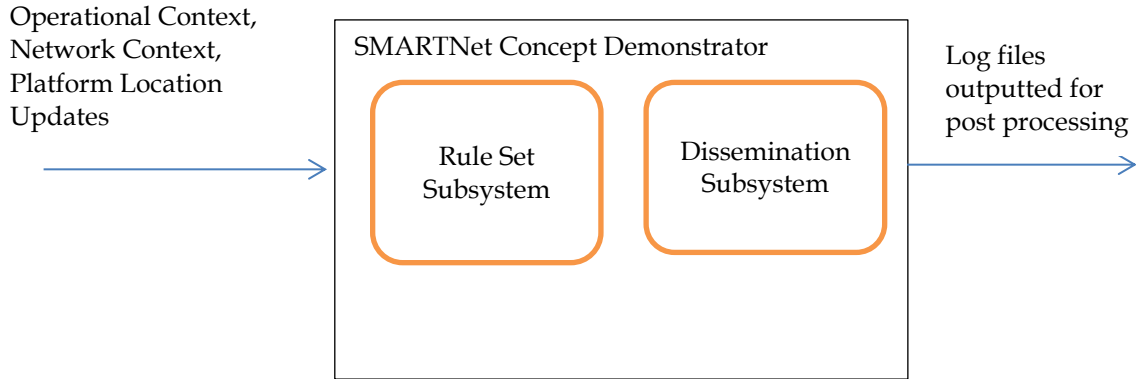 Operational Context,
Network Context,
Platform Location
Updates
SMARTNet Concept Demonstrator
Rule Set
Subsystem
Dissemination
Subsystem
Log files
outputted for
post processing